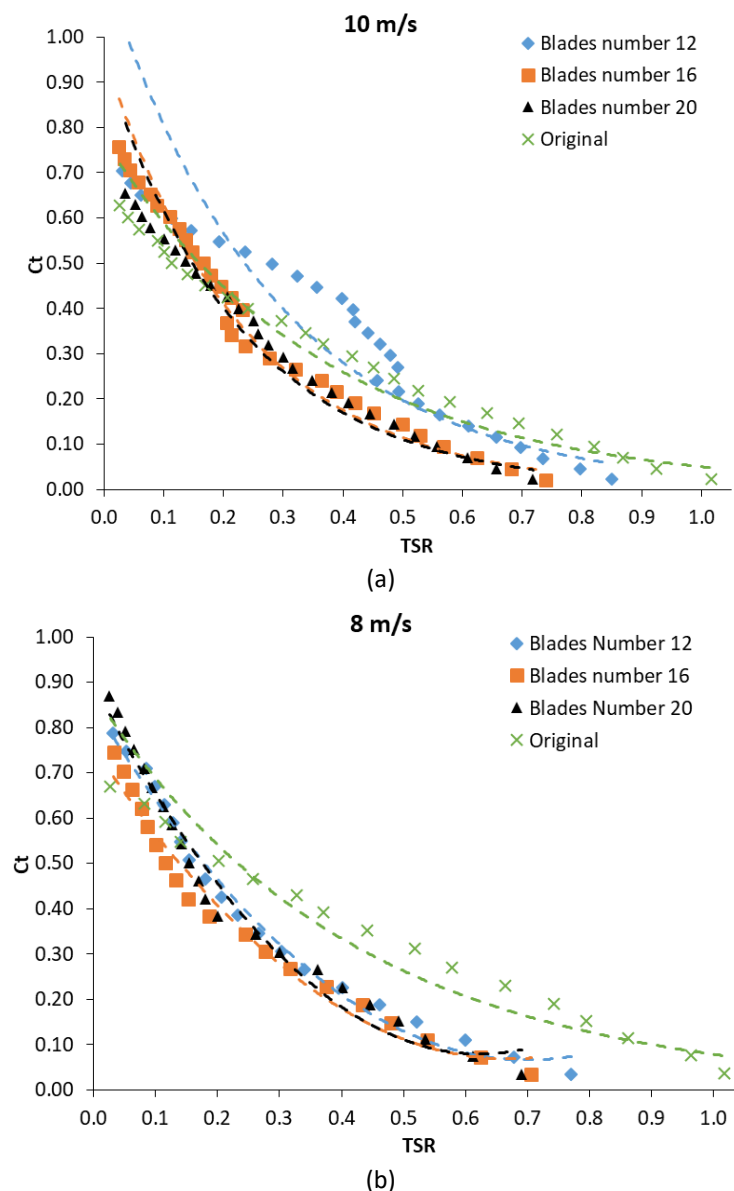 10 m/s
1.00
0.90
0.80
0.70
0.60
0.50
0.40
0.30
0.20
0.10
0.00
Ct
Blades number 12
Blades number 16
Blades number 20
Original
0.0 0.1 0.2 0.3 0.4 0.5 0.6 0.7 0.8 0.9 1.0
TSR
(a)
8 m/s
1.00
0.90
0.80
0.70
0.60
0.50
0.40
0.30
0.20
0.10
0.00
Ct
Blades Number 12
Blades number 16
Blades Number 20
Original
0.0 0.1 0.2 0.3 0.4 0.5 0.6 0.7 0.8 0.9 1.0
TSR
(b)